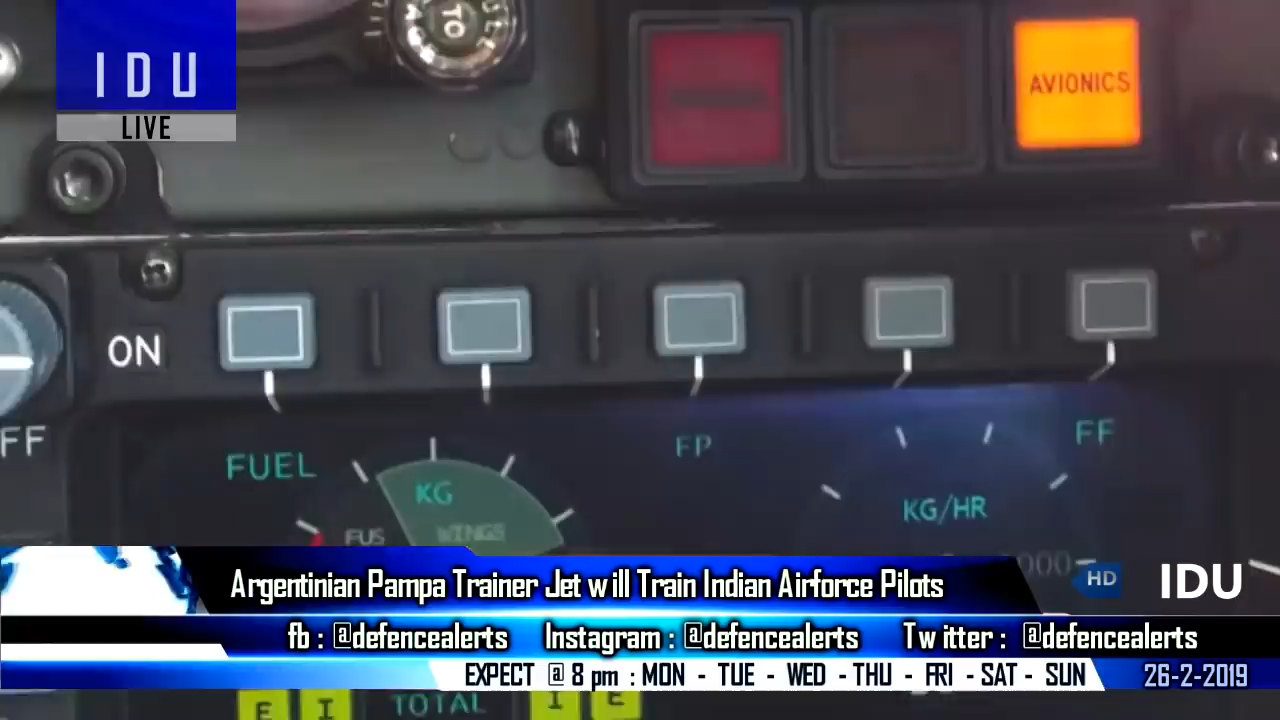 IDU
LIVE
TO
AVIONICS
ON
FF
FUEL
KG
FUS
WINGS
FP
KG/HR
FF
000
HD
IDU
Argentinian Pampa Trainer Jet will Train Indian Airforce Pilots
fb : @defencealerts Instagram : @defencealerts Twitter : @defencealerts
EXPECT @ 8 pm : MON - TUE - WED - THU - FRI - SAT - SUN
26-2-2019
E I TOTAL I E